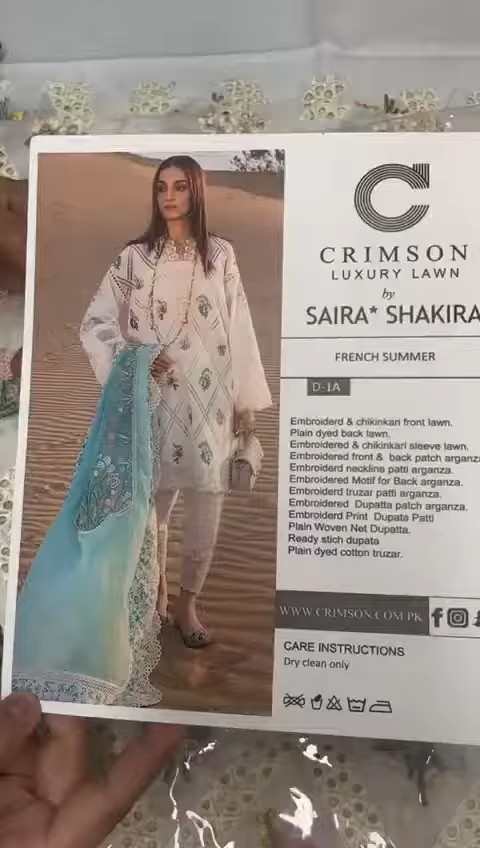 CRIMSON
LUXURY LAWN
by
SAIRA* SHAKIRA
FRENCH SUMMER
D-1A
Embroiderd & chikinkari front lawn.
Plain dyed back lawn.
Embroidered & chikinkari sleeve lawn.
Embroidered front & back patch arganza
Embroiderd neckline patti arganza.
Embroidered Motif for Back arganza.
Embroiderd truzar patti arganza.
Embroidered Dupatta patch arganza.
Embroiderd Print Dupata Patti
Plain Woven Net Dupatta.
Ready stich dupata
Plain dyed cotton truzar.
WWW.CRIMSON.COM.PK
CARE INSTRUCTIONS
Dry clean only